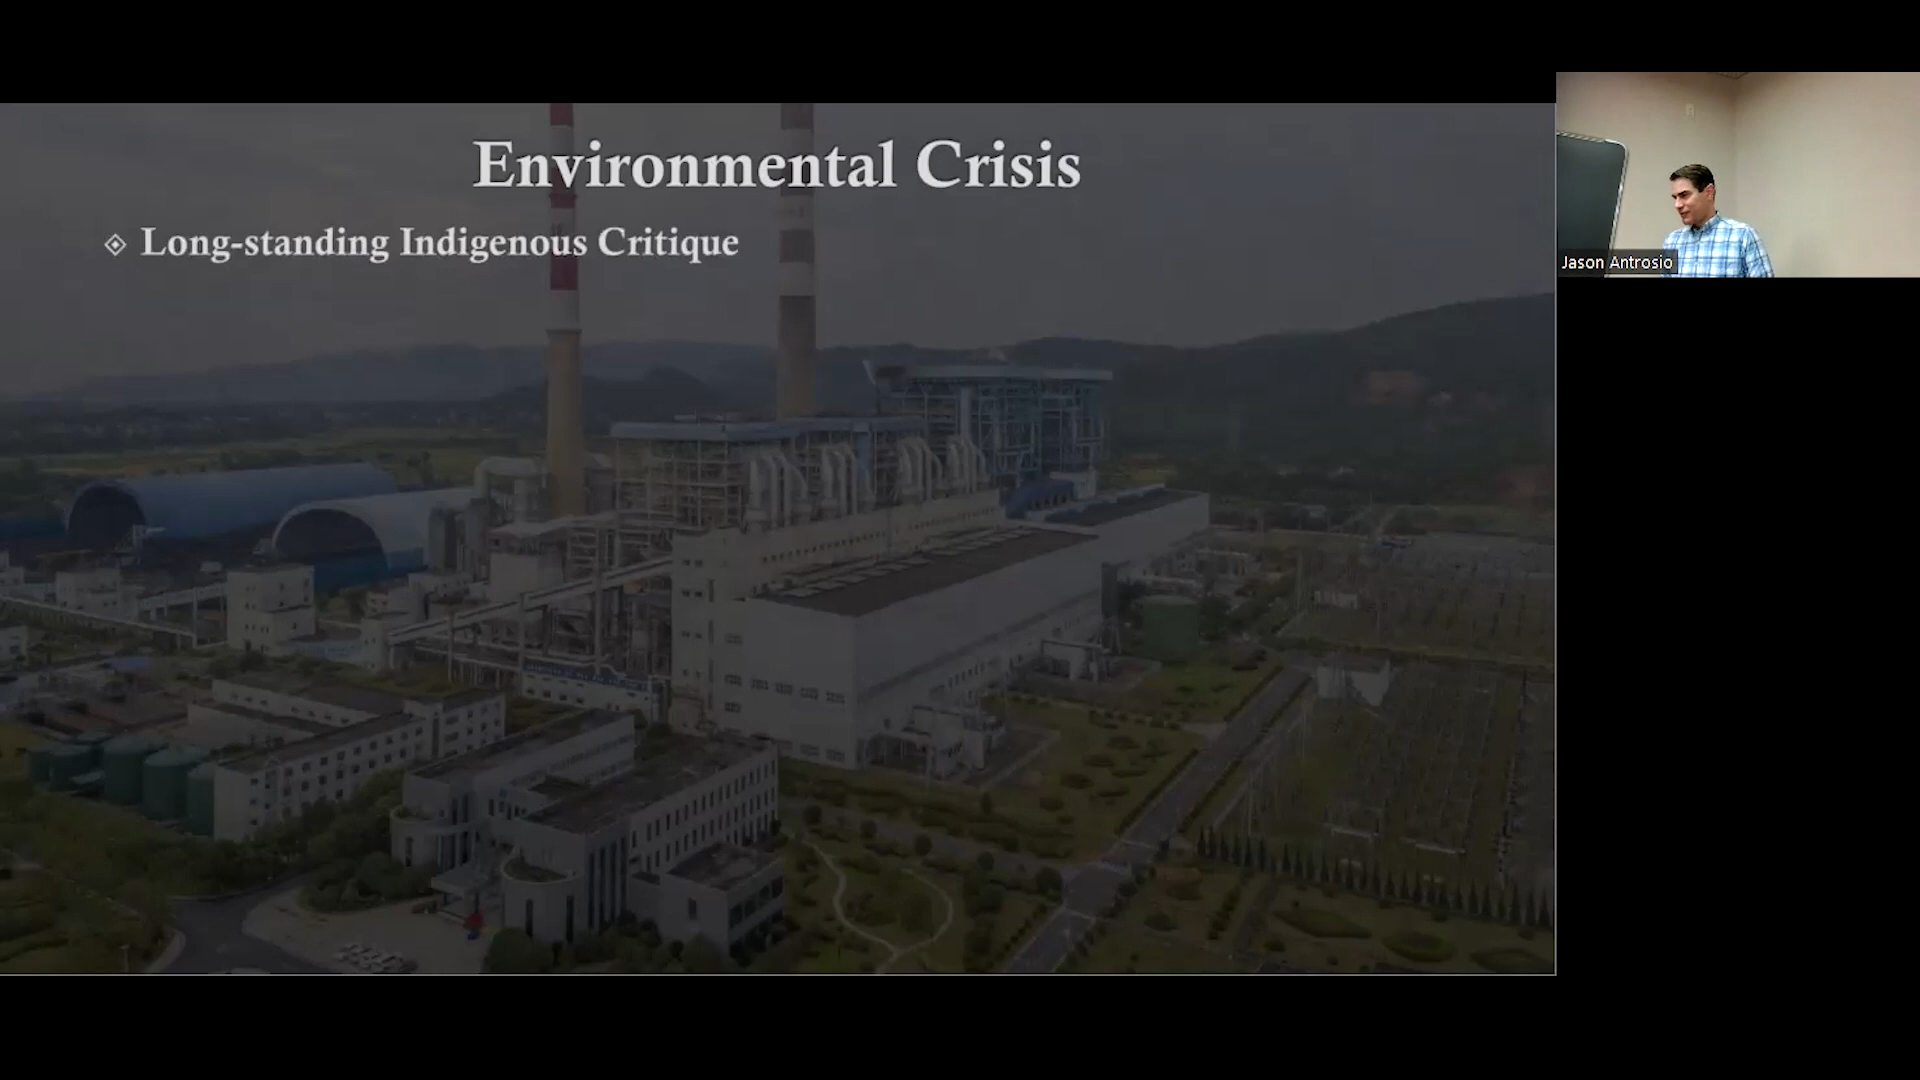 Environmental Crisis
Long-standing Indigenous Critique
Jason Antrosio